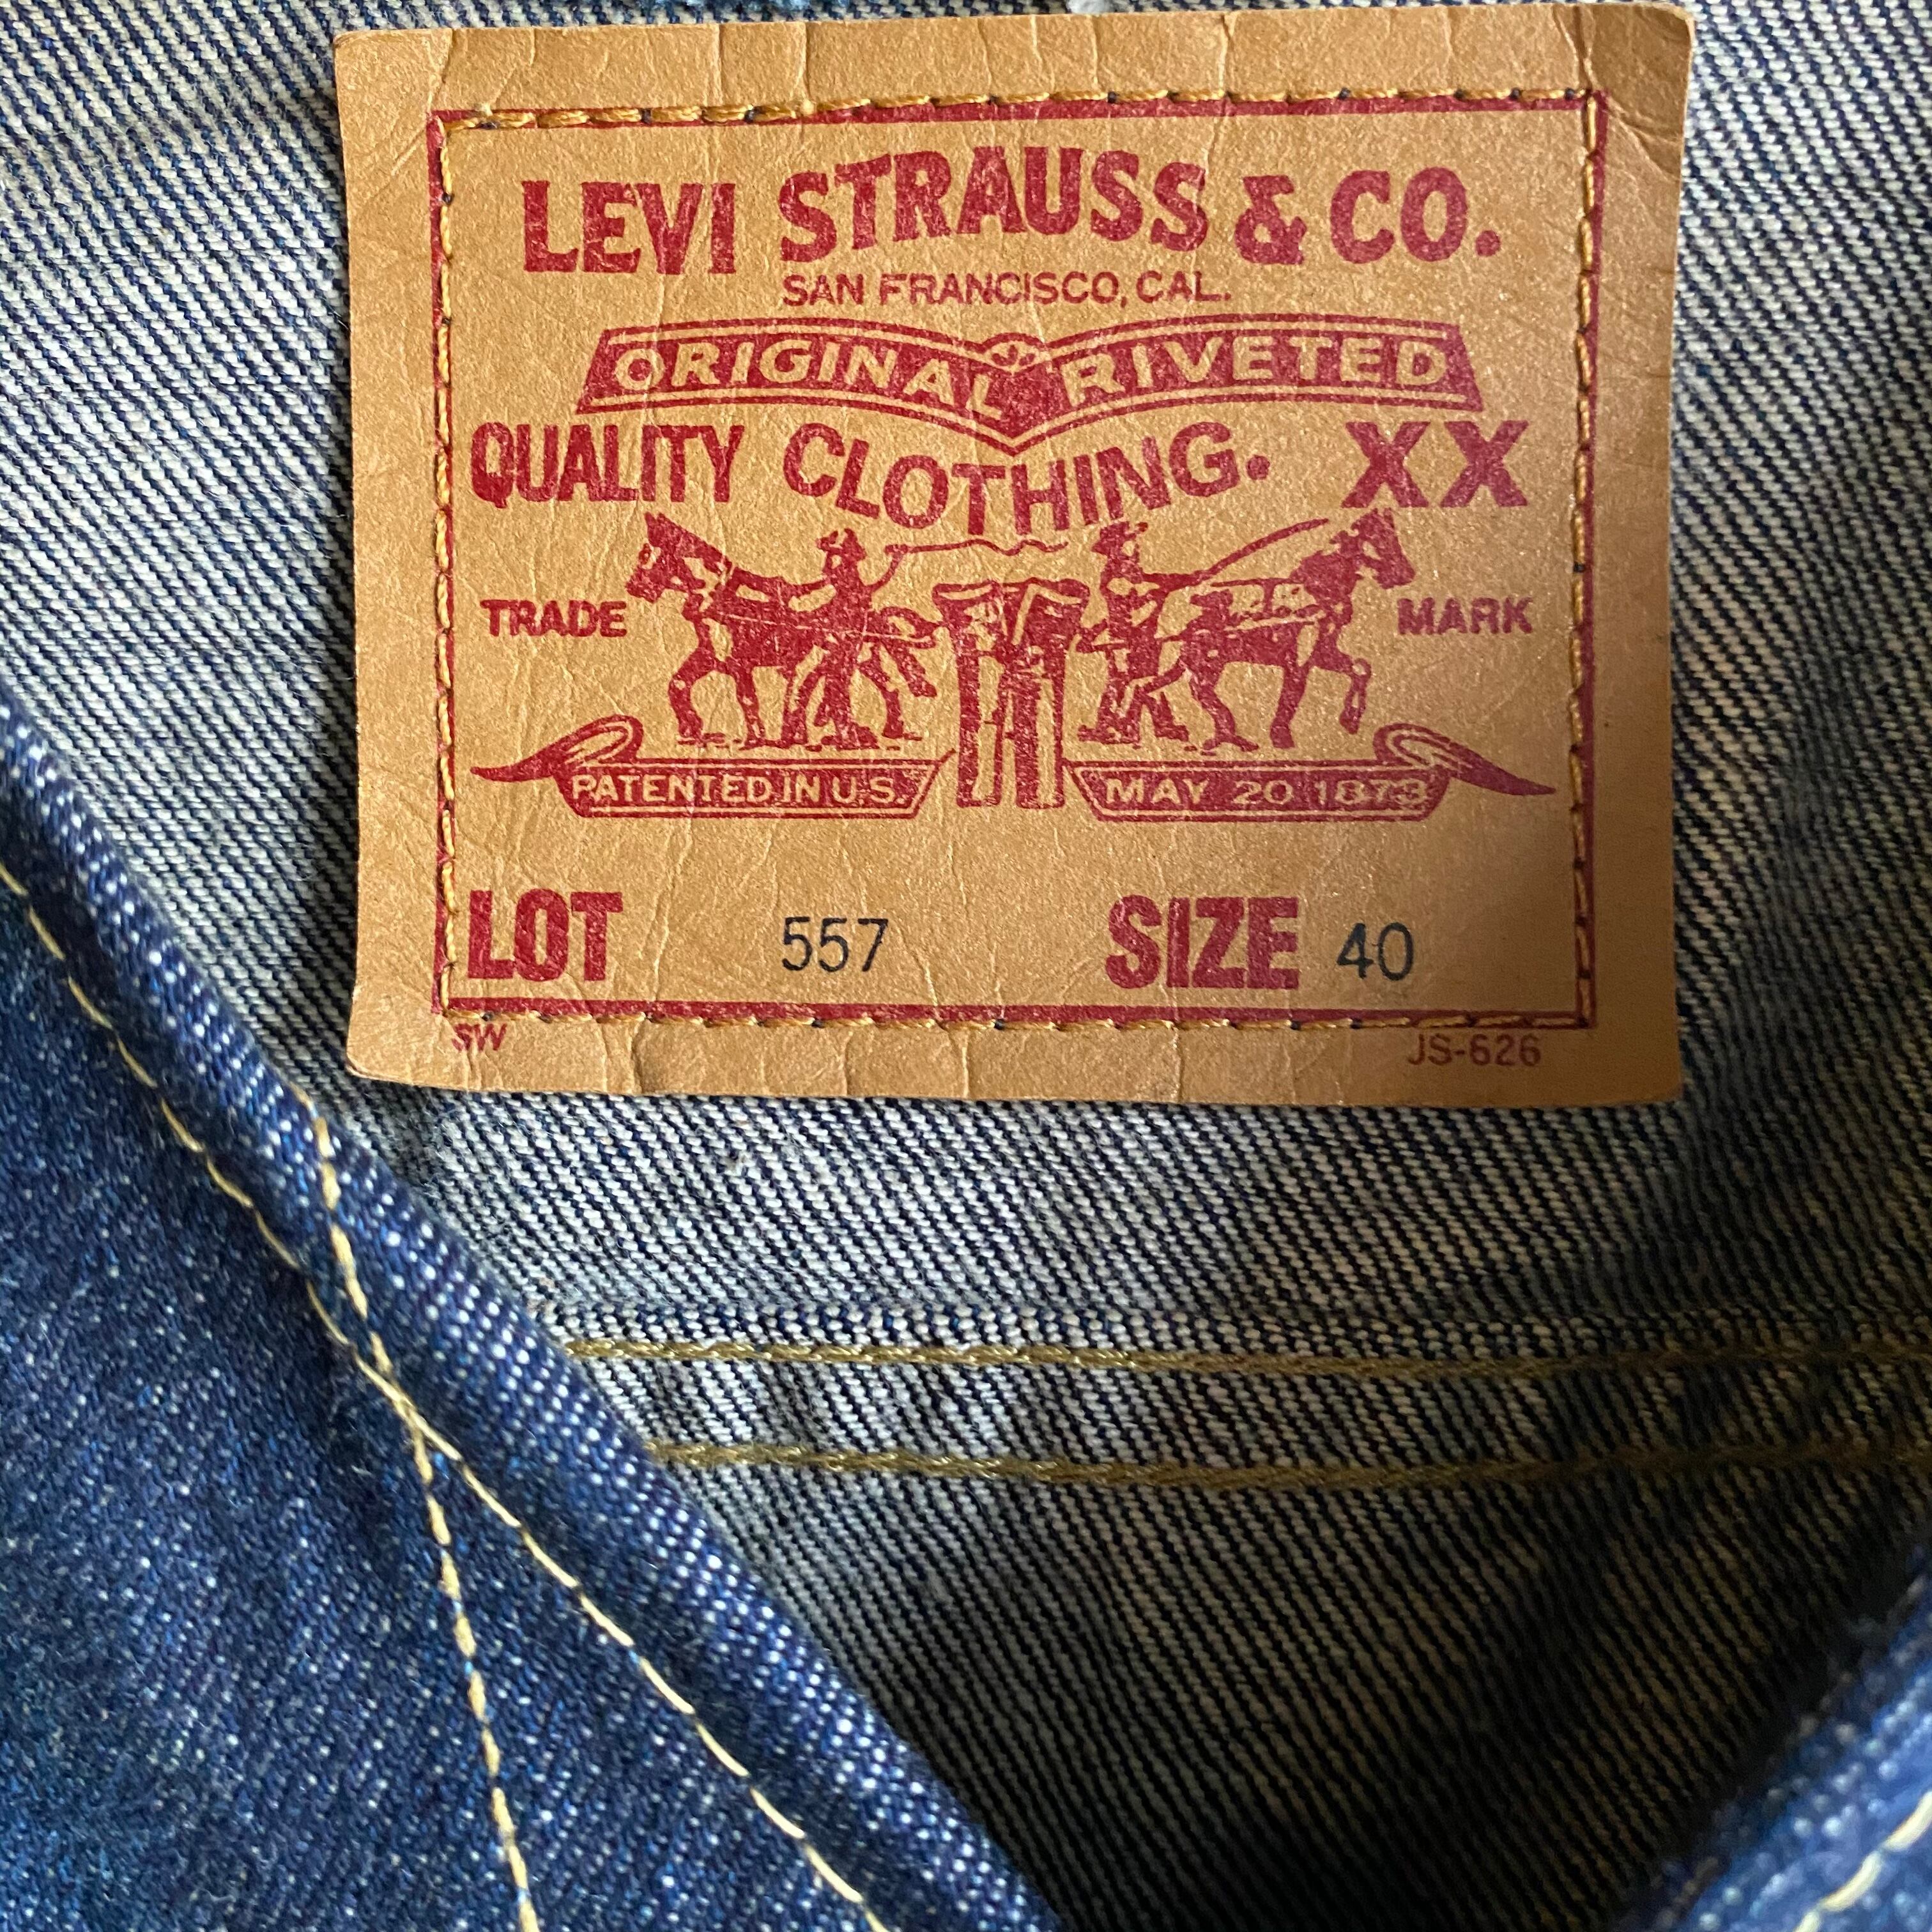 LEVI STRAUSS & CO.
SAN FRANCISCO, CAL.
ORIGINAL RIVETED
QUALITY CLOTHING. XX
TRADE MARK
PATENTED IN U.S. MAY 20 1873
LOT 557 SIZE 40
SW JS-626